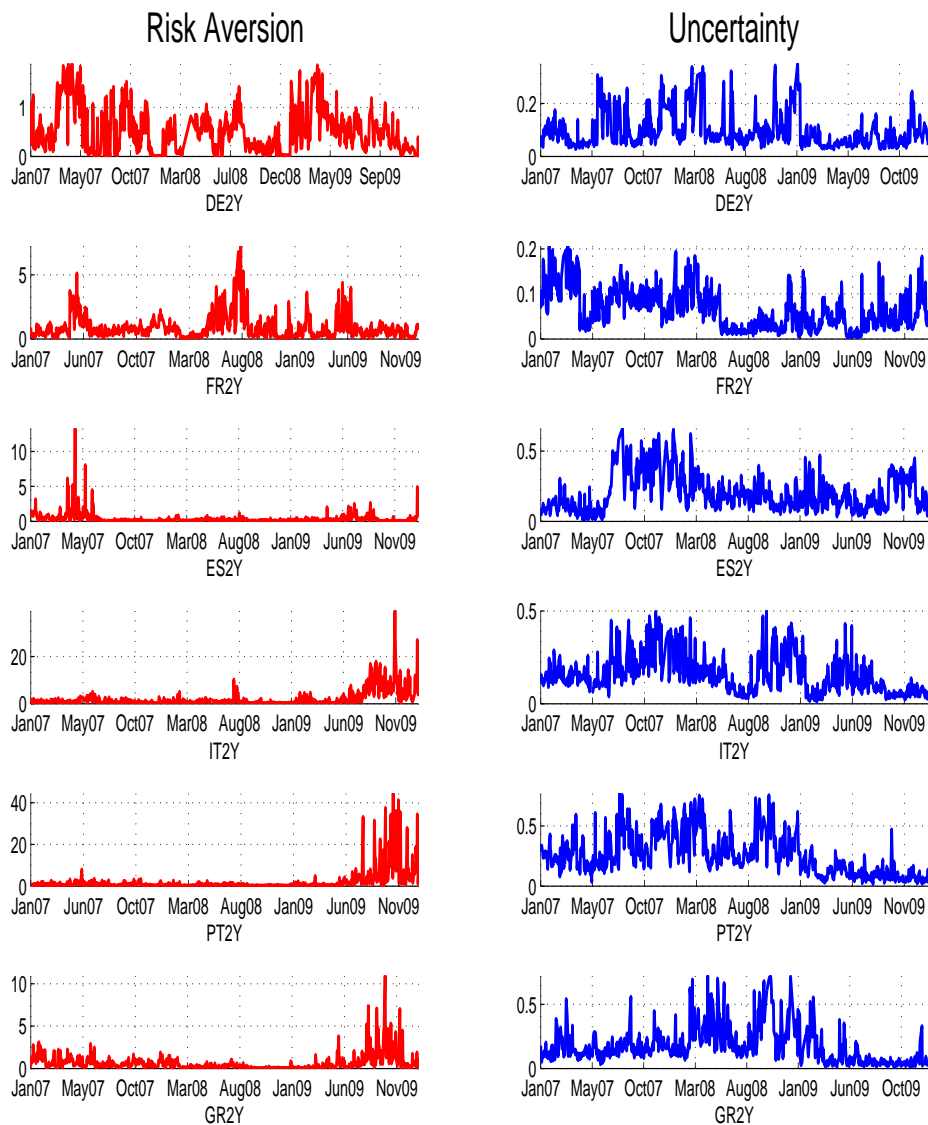 Risk Aversion Uncertainty
1
0
Jan07 May07 Oct07 Mar08 Jul08 Dec08 May09 Sep09
DE2Y
0.2
0
Jan07 May07 Oct07 Mar08 Aug08 Jan09 May09 Oct09
DE2Y
5
0
Jan07 Jun07 Oct07 Mar08 Aug08 Jan09 Jun09 Nov09
FR2Y
0.2
0.1
0
Jan07 May07 Oct07 Mar08 Aug08 Jan09 Jun09 Nov09
FR2Y
10
5
0
Jan07 May07 Oct07 Mar08 Aug08 Jan09 Jun09 Nov09
ES2Y
0.5
0
Jan07 May07 Oct07 Mar08 Aug08 Jan09 Jun09 Nov09
ES2Y
20
0
Jan07 May07 Oct07 Mar08 Aug08 Jan09 Jun09 Nov09
IT2Y
0.5
0
Jan07 May07 Oct07 Mar08 Aug08 Jan09 Jun09 Nov09
IT2Y
40
20
0
Jan07 Jun07 Oct07 Mar08 Aug08 Jan09 Jun09 Nov09
PT2Y
0.5
0
Jan07 May07 Oct07 Mar08 Aug08 Jan09 Jun09 Nov09
PT2Y
10
5
0
Jan07 May07 Oct07 Mar08 Aug08 Jan09 Jun09 Nov09
GR2Y
0.5
0
Jan07 May07 Oct07 Mar08 Aug08 Jan09 Jun09 Oct09
GR2Y